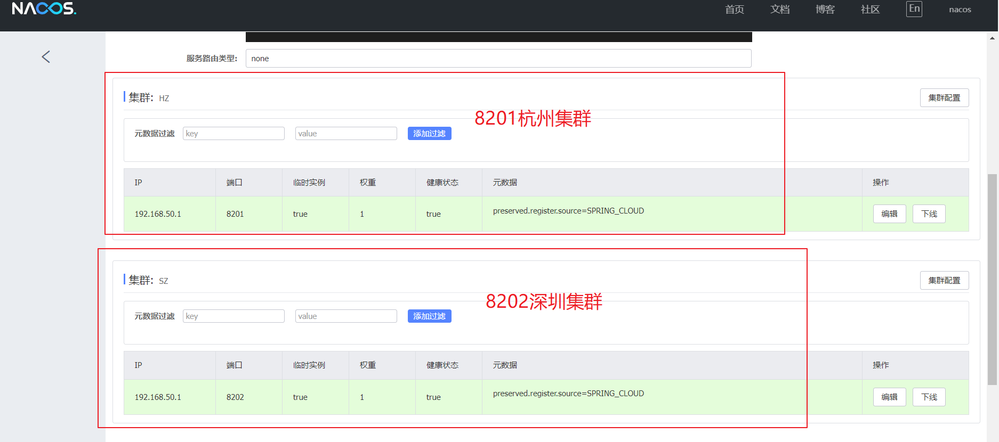 NACOS.
首页 文档 博客 社区 En nacos
服务路由类型: none
集群: HZ 集群配置
8201杭州集群
元数据过滤 key value 添加过滤
IP 端口 临时实例 权重 健康状态 元数据 操作
192.168.50.1 8201 true 1 true preserved.register.source=SPRING_CLOUD 编辑 下线
集群: SZ 集群配置
8202深圳集群
元数据过滤 key value 添加过滤
IP 端口 临时实例 权重 健康状态 元数据 操作
192.168.50.1 8202 true 1 true preserved.register.source=SPRING_CLOUD 编辑 下线